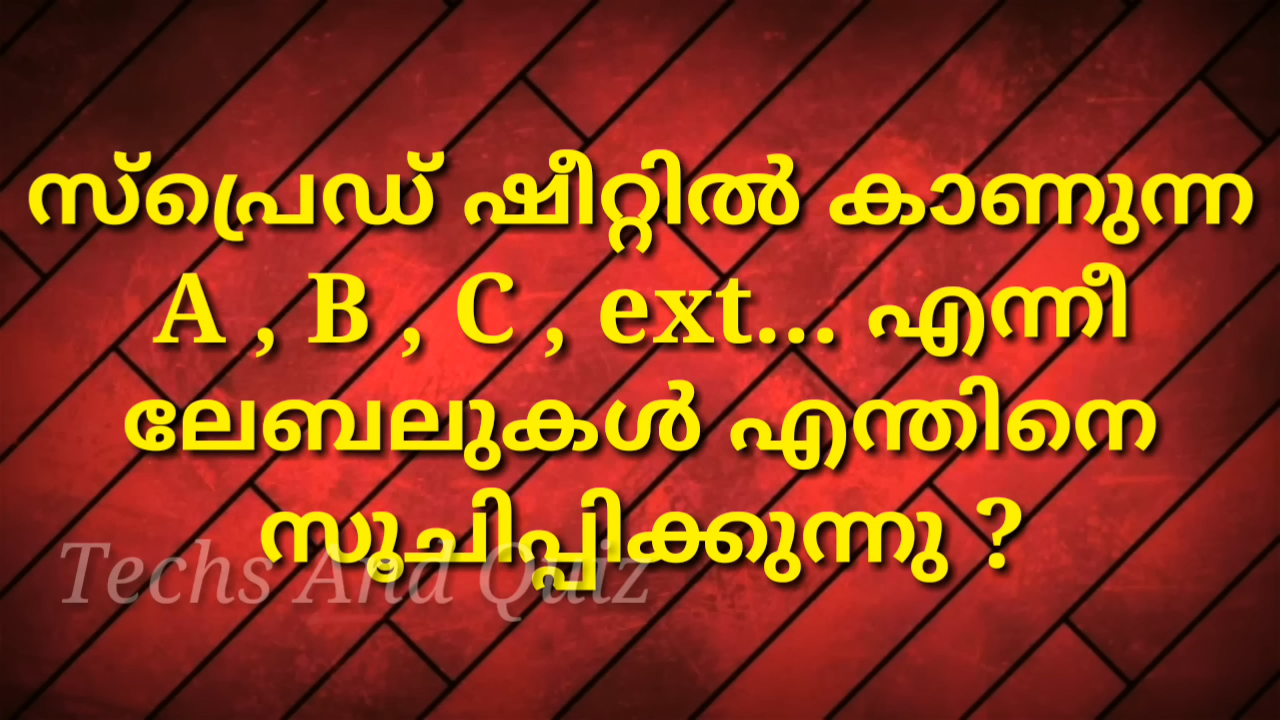 സ്പ്രെഡ് ഷീറ്റിൽ കാണുന്ന
A , B , C , ext... എന്നീ
ലേബലുകൾ എന്തിനെ
സൂചിപ്പിക്കുന്നു ?
Techs And Quiz